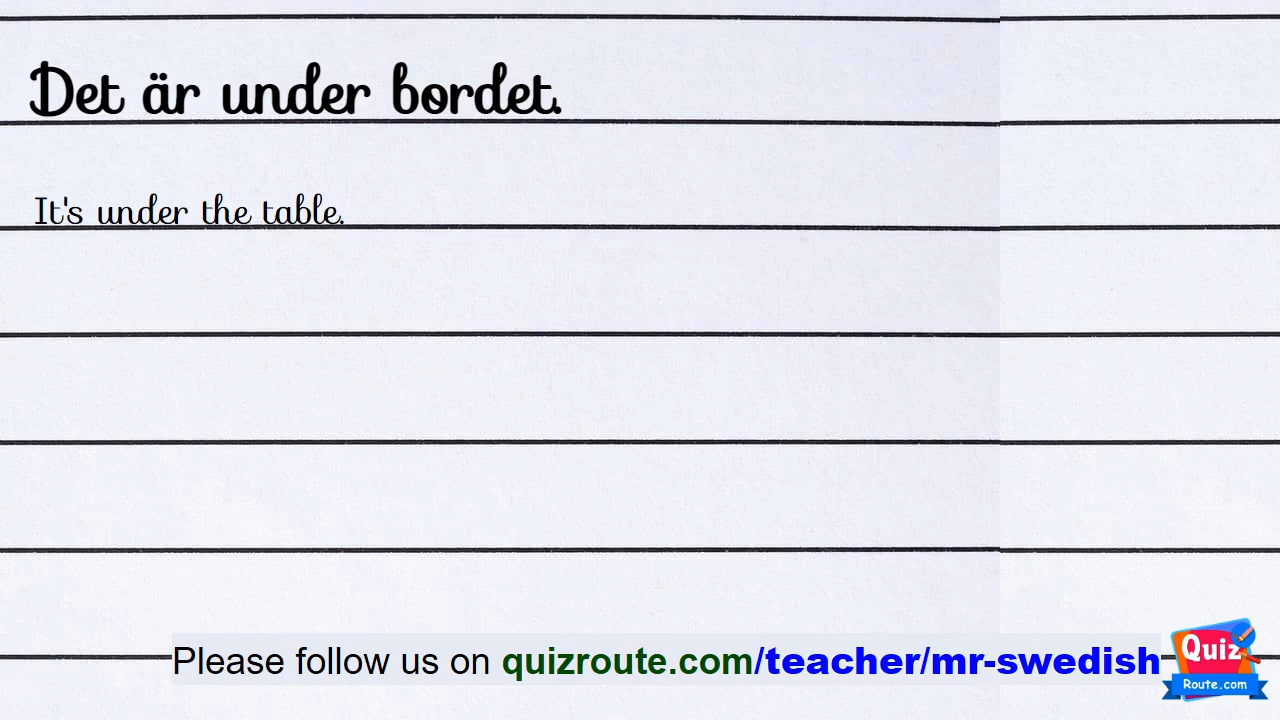 Det är under bordet.
It's under the table.
Please follow us on quizroute.com/teacher/mr-swedish
Quiz
Route.com